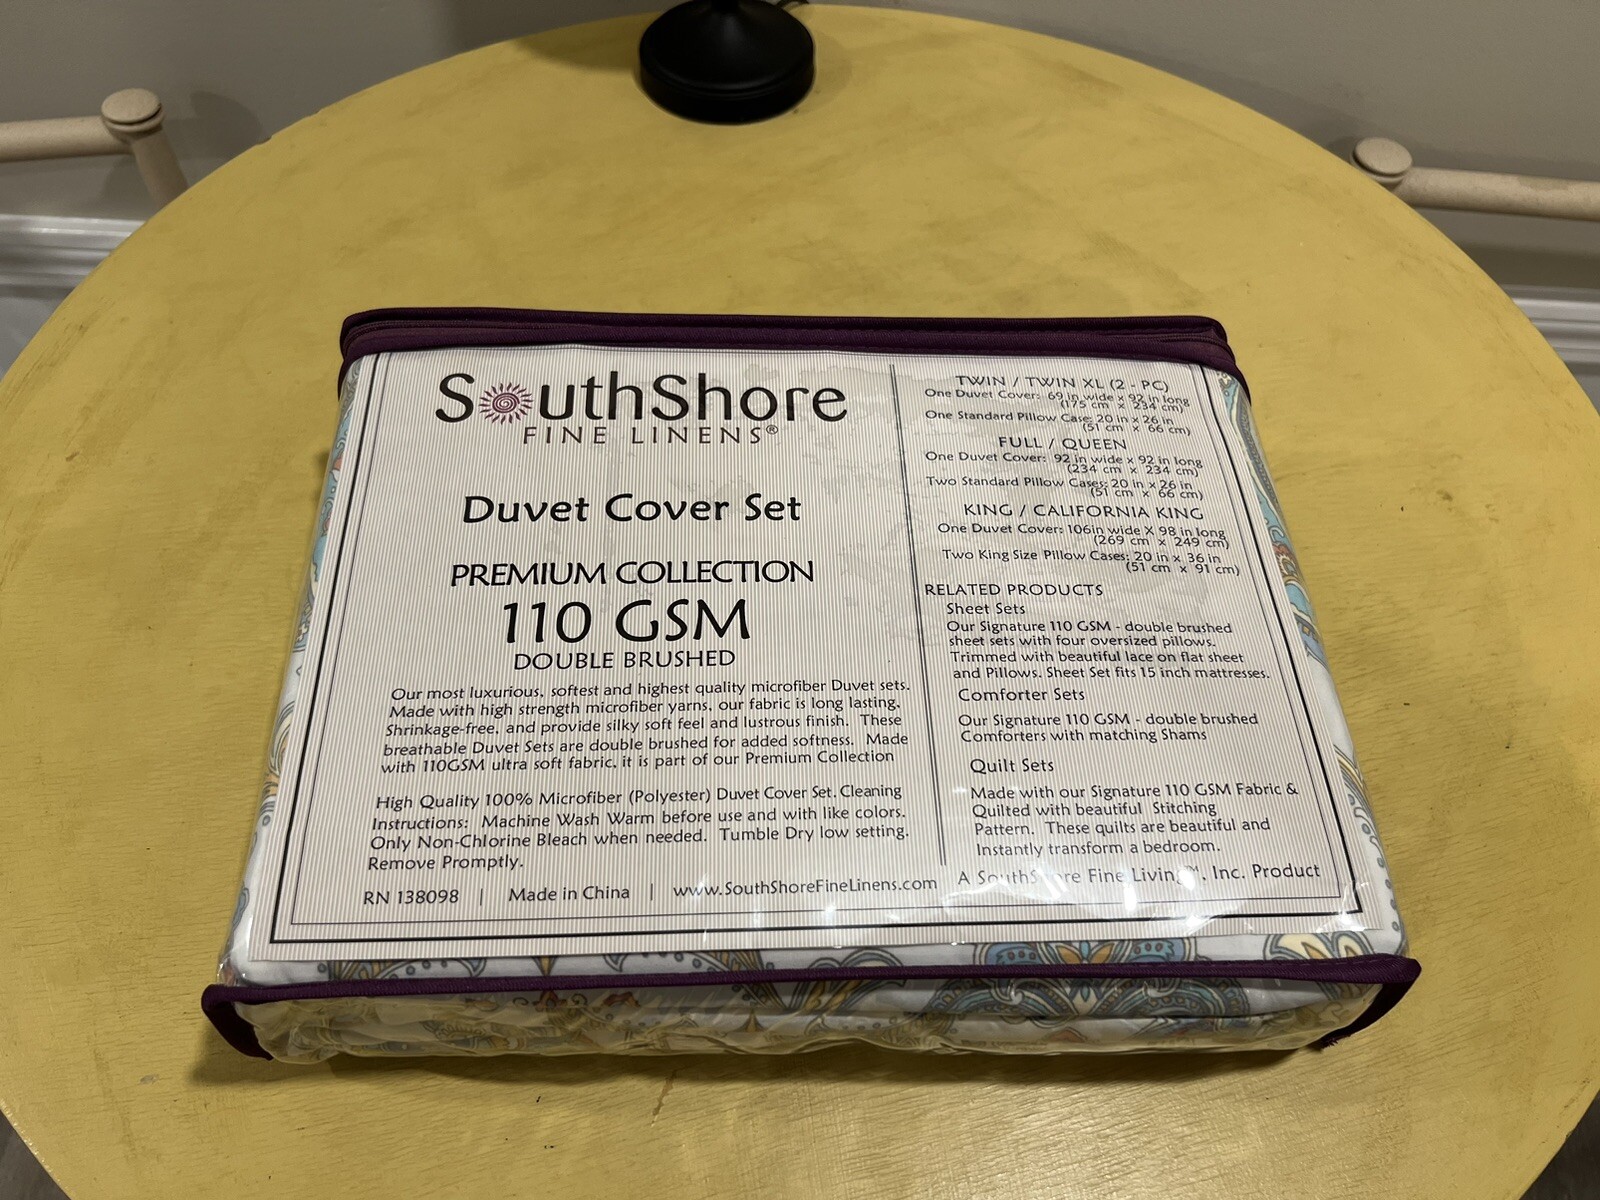 SouthShore
FINE LINENS®
Duvet Cover Set
PREMIUM COLLECTION
110 GSM
DOUBLE BRUSHED
Our most luxurious, softest and highest quality microfiber Duvet sets.
Made with high strength microfiber yarns, our fabric is long lasting,
Shrinkage-free, and provide silky soft feel and lustrous finish. These
breathable Duvet Sets are double brushed for added softness. Made
with 110GSM ultra soft fabric, it is part of our Premium Collection
High Quality 100% Microfiber (Polyester) Duvet Cover Set. Cleaning
Instructions: Machine Wash Warm before use and with like colors.
Only Non-Chlorine Bleach when needed. Tumble Dry low setting.
Remove Promptly.
RN 138098 | Made in China | www.SouthShoreFineLinens.com
TWIN / TWIN XL (2 - PC)
One Duvet Cover: 69 in wide x 92 in long
(175 cm x 234 cm)
One Standard Pillow Case: 20 in x 26 in
(51 cm x 66 cm)
FULL / QUEEN
One Duvet Cover: 92 in wide x 92 in long
(234 cm x 234 cm)
Two Standard Pillow Cases: 20 in x 26 in
(51 cm x 66 cm)
KING / CALIFORNIA KING
One Duvet Cover: 106in wide X 98 in long
(269 cm x 249 cm)
Two King Size Pillow Cases: 20 in x 36 in
(51 cm x 91 cm)
RELATED PRODUCTS
Sheet Sets
Our Signature 110 GSM - double brushed
sheet sets with four oversized pillows.
Trimmed with beautiful lace on flat sheet
and Pillows. Sheet Set fits 15 inch mattresses.
Comforter Sets
Our Signature 110 GSM - double brushed
Comforters with matching Shams
Quilt Sets
Made with our Signature 110 GSM Fabric &
Quilted with beautiful Stitching
Pattern. These quilts are beautiful and
Instantly transform a bedroom.
A SouthShore Fine Living™, Inc. Product